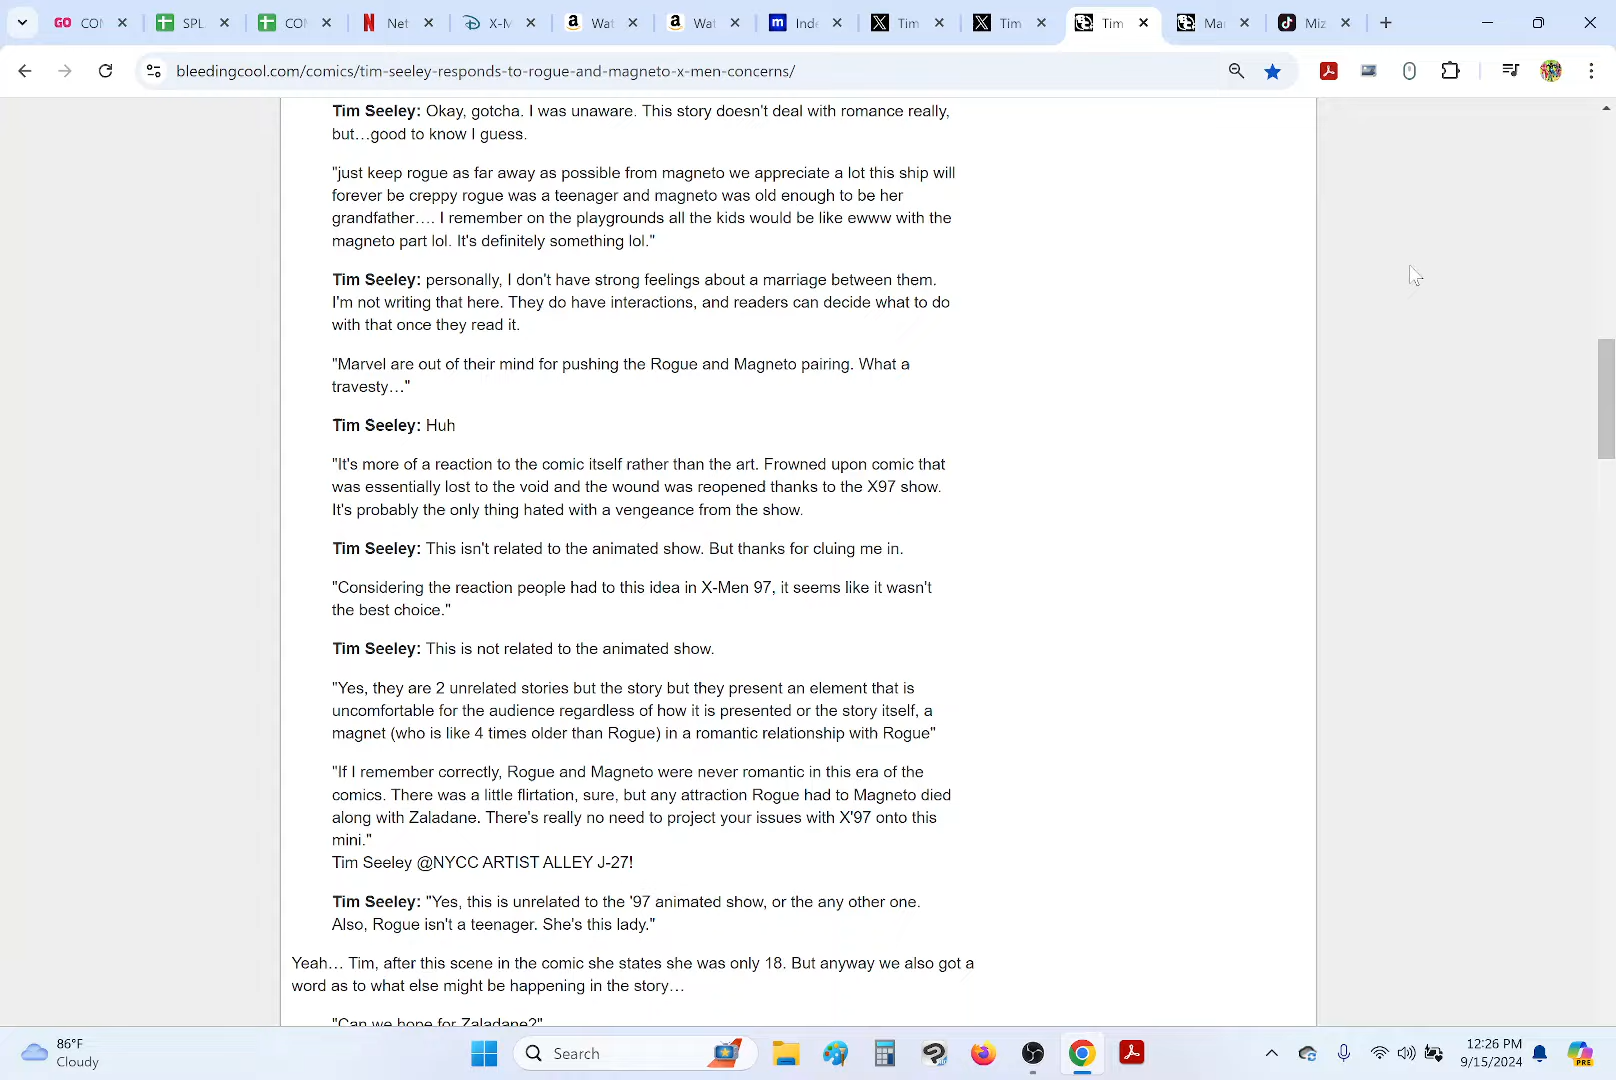 GO CO SPL CO Net X-M Wat Wat Ind Tim Tim Tim Ma Miz
bleedingcool.com/comics/tim-seeley-responds-to-rogue-and-magneto-x-men-concerns/
Tim Seeley: Okay, gotcha. I was unaware. This story doesn't deal with romance really,
but…good to know I guess.
"just keep rogue as far away as possible from magneto we appreciate a lot this ship will
forever be creppy rogue was a teenager and magneto was old enough to be her
grandfather…. I remember on the playgrounds all the kids would be like ewww with the
magneto part lol. It's definitely something lol."
Tim Seeley: personally, I don't have strong feelings about a marriage between them.
I'm not writing that here. They do have interactions, and readers can decide what to do
with that once they read it.
"Marvel are out of their mind for pushing the Rogue and Magneto pairing. What a
travesty…"
Tim Seeley: Huh
"It's more of a reaction to the comic itself rather than the art. Frowned upon comic that
was essentially lost to the void and the wound was reopened thanks to the X97 show.
It's probably the only thing hated with a vengeance from the show.
Tim Seeley: This isn't related to the animated show. But thanks for cluing me in.
"Considering the reaction people had to this idea in X-Men 97, it seems like it wasn't
the best choice."
Tim Seeley: This is not related to the animated show.
"Yes, they are 2 unrelated stories but the story but they present an element that is
uncomfortable for the audience regardless of how it is presented or the story itself, a
magnet (who is like 4 times older than Rogue) in a romantic relationship with Rogue"
"If I remember correctly, Rogue and Magneto were never romantic in this era of the
comics. There was a little flirtation, sure, but any attraction Rogue had to Magneto died
along with Zaladane. There's really no need to project your issues with X'97 onto this
mini."
Tim Seeley @NYCC ARTIST ALLEY J-27!
Tim Seeley: "Yes, this is unrelated to the '97 animated show, or the any other one.
Also, Rogue isn't a teenager. She's this lady."
Yeah… Tim, after this scene in the comic she states she was only 18. But anyway we also got a
word as to what else might be happening in the story…
"Can we hope for Zaladane?"
86°F
Cloudy
Search
12:26 PM
9/15/2024
PRE